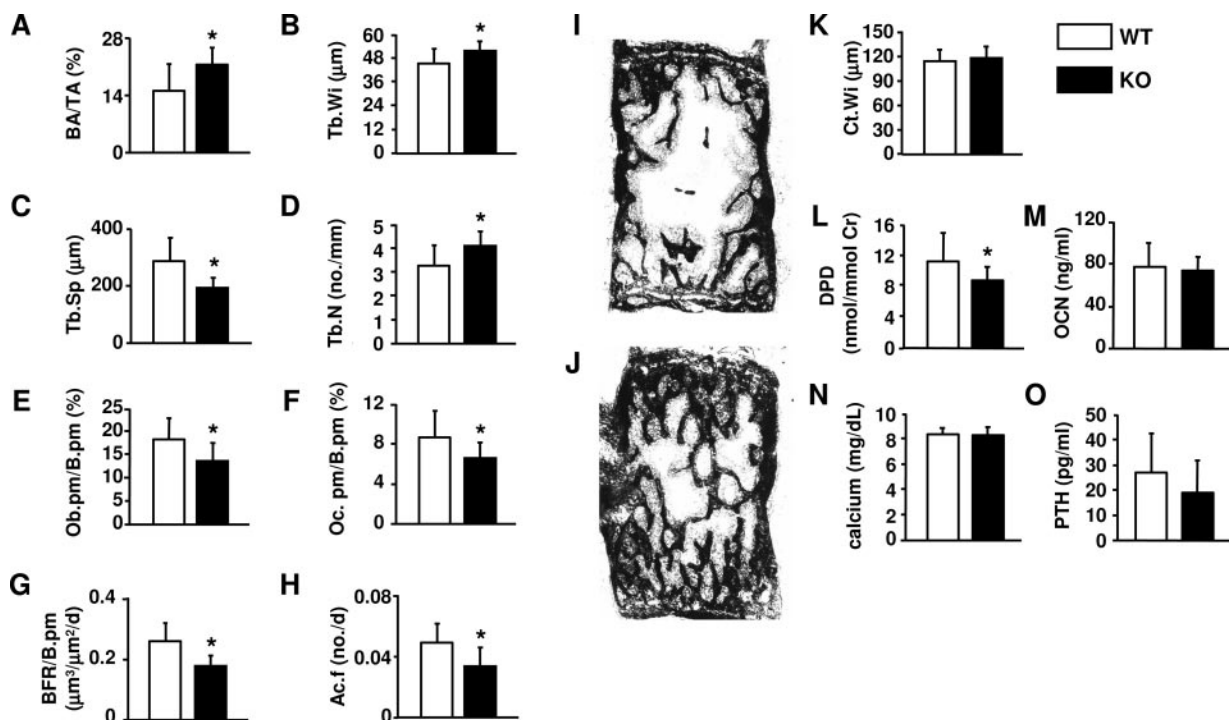 A
BA/TA (%)
28
14
0
*
B
Tb.Wi (μm)
60
48
36
24
12
0
*
C
Tb.Sp (μm)
400
200
0
*
D
Tb.N (no./mm)
5
4
3
2
1
0
*
E
Ob.pm/B.pm (%)
25
20
15
10
5
0
*
F
Oc. pm/B.pm (%)
12
8
4
0
*
G
BFR/B.pm
(μm³/μm²/d)
0.4
0.2
0
*
H
Ac.f (no./d)
0.08
0.04
0
*
I
J
K
Ct.Wi (μm)
150
120
90
60
30
0
WT
KO
L
DPD
(nmol/mmol Cr)
16
12
8
4
0
*
M
OCN (ng/ml)
120
80
40
0
N
calcium (mg/dL)
10
8
6
4
2
0
O
PTH (pg/ml)
50
40
30
20
10
0